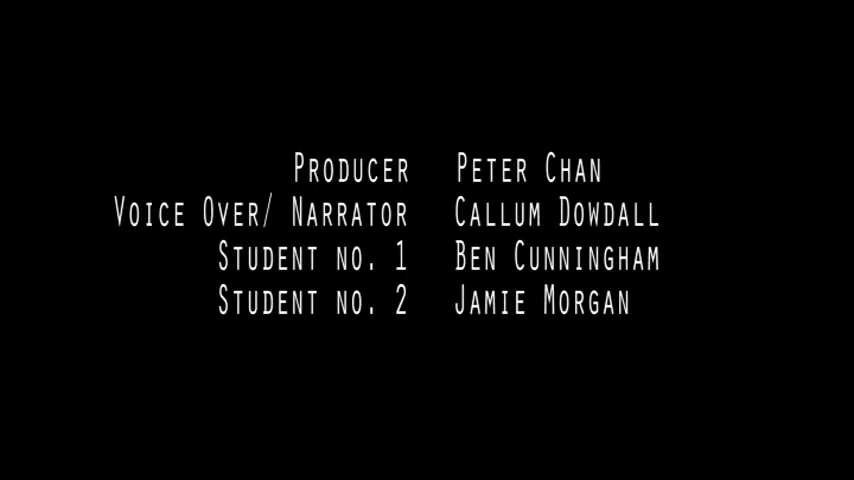 Producer Peter Chan
Voice Over/ Narrator Callum Dowdall
Student no. 1 Ben Cunningham
Student no. 2 Jamie Morgan